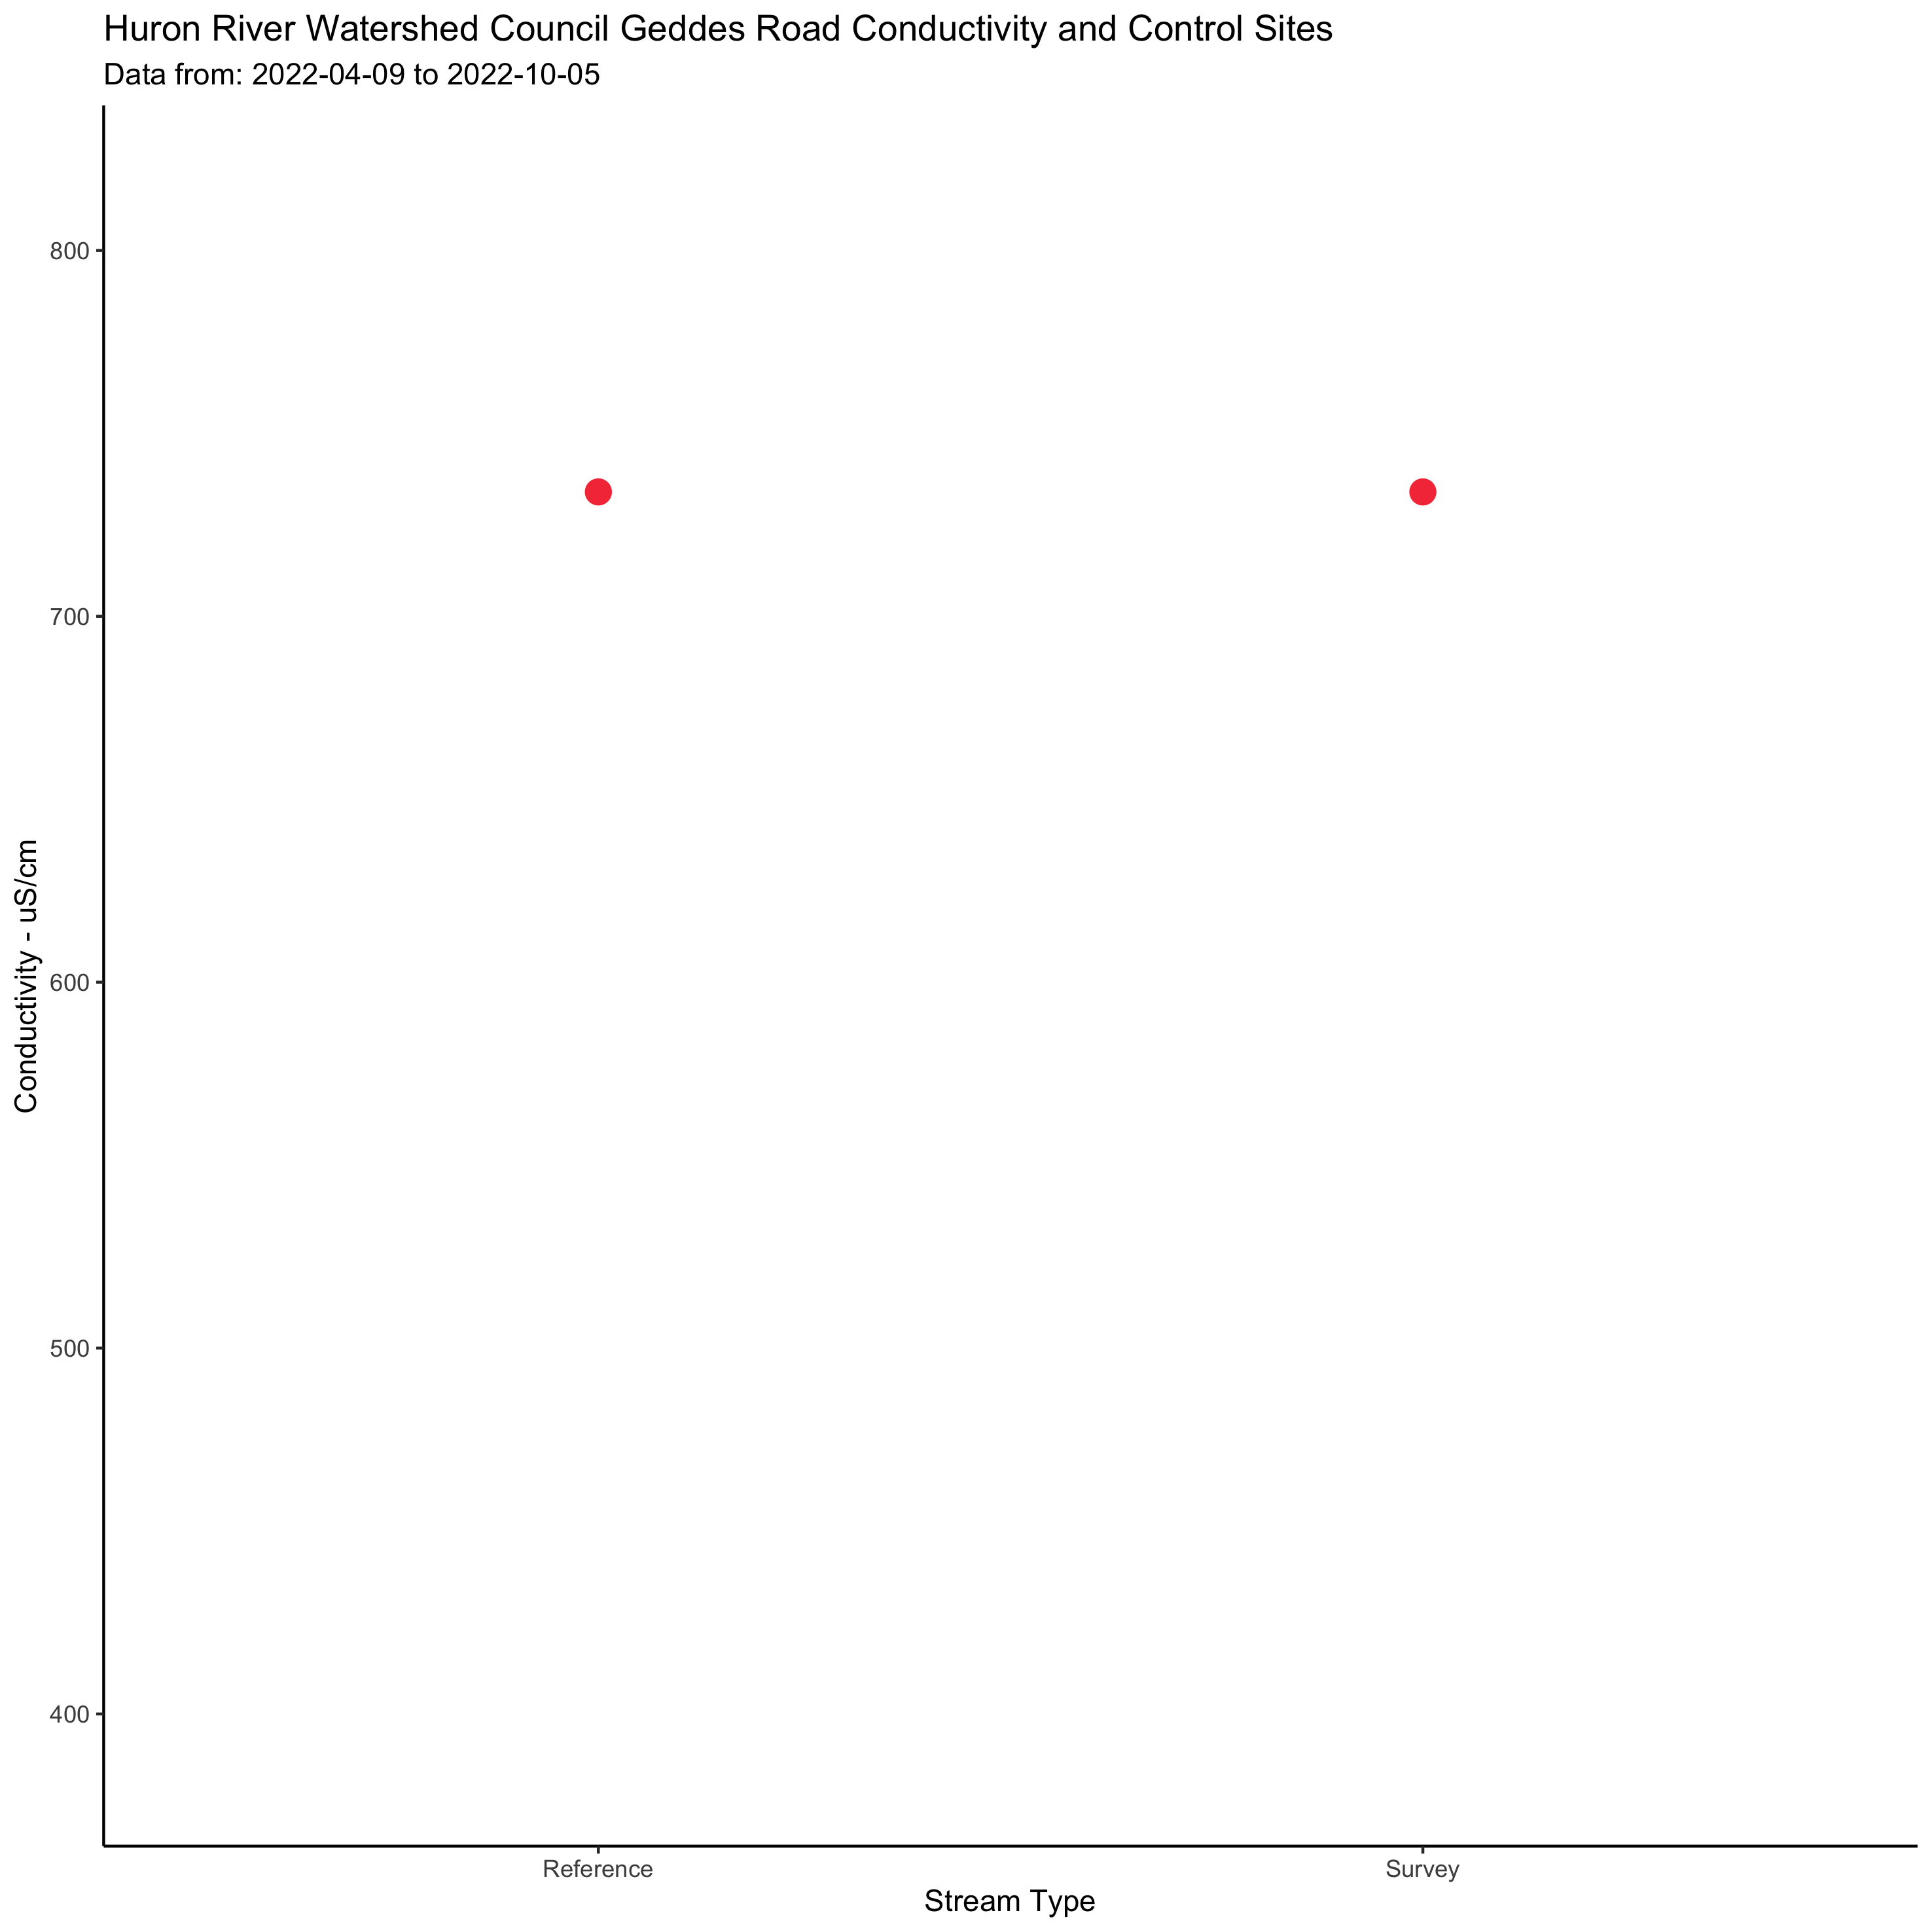 Huron River Watershed Council Geddes Road Conductivity and Control Sites
Data from: 2022-04-09 to 2022-10-05
800
700
600
500
400
Conductivity - uS/cm
Reference
Survey
Stream Type